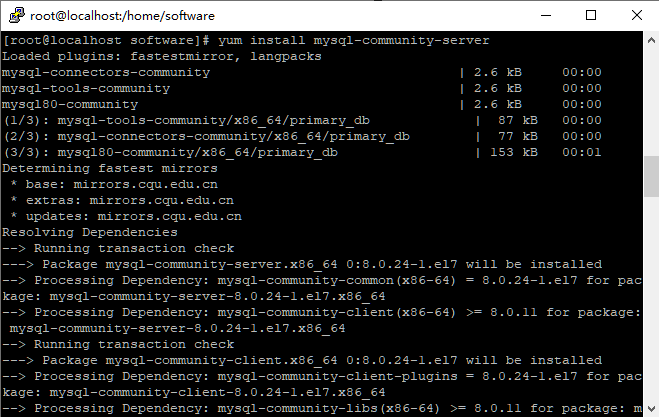 root@localhost:/home/software
[root@localhost software]# yum install mysql-community-server
Loaded plugins: fastestmirror, langpacks
mysql-connectors-community | 2.6 kB 00:00
mysql-tools-community | 2.6 kB 00:00
mysql80-community | 2.6 kB 00:00
(1/3): mysql-tools-community/x86_64/primary_db | 87 kB 00:00
(2/3): mysql-connectors-community/x86_64/primary_db | 77 kB 00:00
(3/3): mysql80-community/x86_64/primary_db | 153 kB 00:01
Determining fastest mirrors
* base: mirrors.cqu.edu.cn
* extras: mirrors.cqu.edu.cn
* updates: mirrors.cqu.edu.cn
Resolving Dependencies
--> Running transaction check
---> Package mysql-community-server.x86_64 0:8.0.24-1.el7 will be installed
--> Processing Dependency: mysql-community-common(x86-64) = 8.0.24-1.el7 for pac
kage: mysql-community-server-8.0.24-1.el7.x86_64
--> Processing Dependency: mysql-community-client(x86-64) >= 8.0.11 for package:
mysql-community-server-8.0.24-1.el7.x86_64
--> Running transaction check
---> Package mysql-community-client.x86_64 0:8.0.24-1.el7 will be installed
--> Processing Dependency: mysql-community-client-plugins = 8.0.24-1.el7 for pac
kage: mysql-community-client-8.0.24-1.el7.x86_64
--> Processing Dependency: mysql-community-libs(x86-64) >= 8.0.11 for package: m